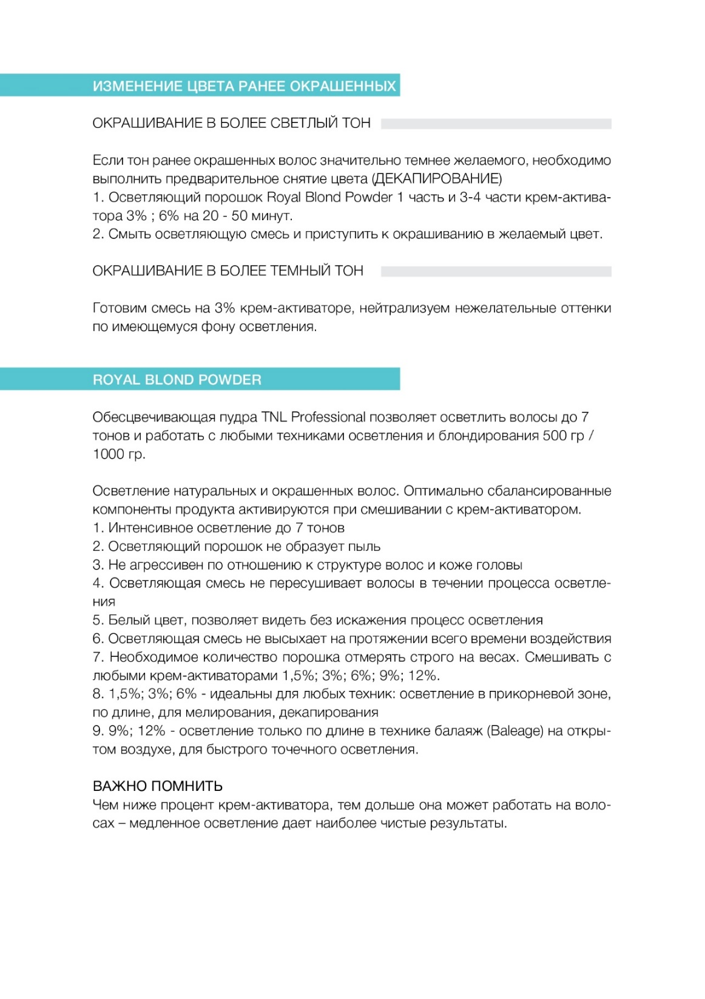 ИЗМЕНЕНИЕ ЦВЕТА РАНЕЕ ОКРАШЕННЫХ
ОКРАШИВАНИЕ В БОЛЕЕ СВЕТЛЫЙ ТОН
Если тон ранее окрашенных волос значительно темнее желаемого, необходимо
выполнить предварительное снятие цвета (ДЕКАПИРОВАНИЕ)
1. Осветляющий порошок Royal Blond Powder 1 часть и 3-4 части крем-актива-
тора 3% ; 6% на 20 - 50 минут.
2. Смыть осветляющую смесь и приступить к окрашиванию в желаемый цвет.
ОКРАШИВАНИЕ В БОЛЕЕ ТЕМНЫЙ ТОН
Готовим смесь на 3% крем-активаторе, нейтрализуем нежелательные оттенки
по имеющемуся фону осветления.
ROYAL BLOND POWDER
Обесцвечивающая пудра TNL Professional позволяет осветлить волосы до 7
тонов и работать с любыми техниками осветления и блондирования 500 гр /
1000 гр.
Осветление натуральных и окрашенных волос. Оптимально сбалансированные
компоненты продукта активируются при смешивании с крем-активатором.
1. Интенсивное осветление до 7 тонов
2. Осветляющий порошок не образует пыль
3. Не агрессивен по отношению к структуре волос и коже головы
4. Осветляющая смесь не пересушивает волосы в течении процесса осветле-
ния
5. Белый цвет, позволяет видеть без искажения процесс осветления
6. Осветляющая смесь не высыхает на протяжении всего времени воздействия
7. Необходимое количество порошка отмерять строго на весах. Смешивать с
любыми крем-активаторами 1,5%; 3%; 6%; 9%; 12%.
8. 1,5%; 3%; 6% - идеальны для любых техник: осветление в прикорневой зоне,
по длине, для мелирования, декапирования
9. 9%; 12% - осветление только по длине в технике балаяж (Baleage) на откры-
том воздухе, для быстрого точечного осветления.
ВАЖНО ПОМНИТЬ
Чем ниже процент крем-активатора, тем дольше она может работать на воло-
сах – медленное осветление дает наиболее чистые результаты.